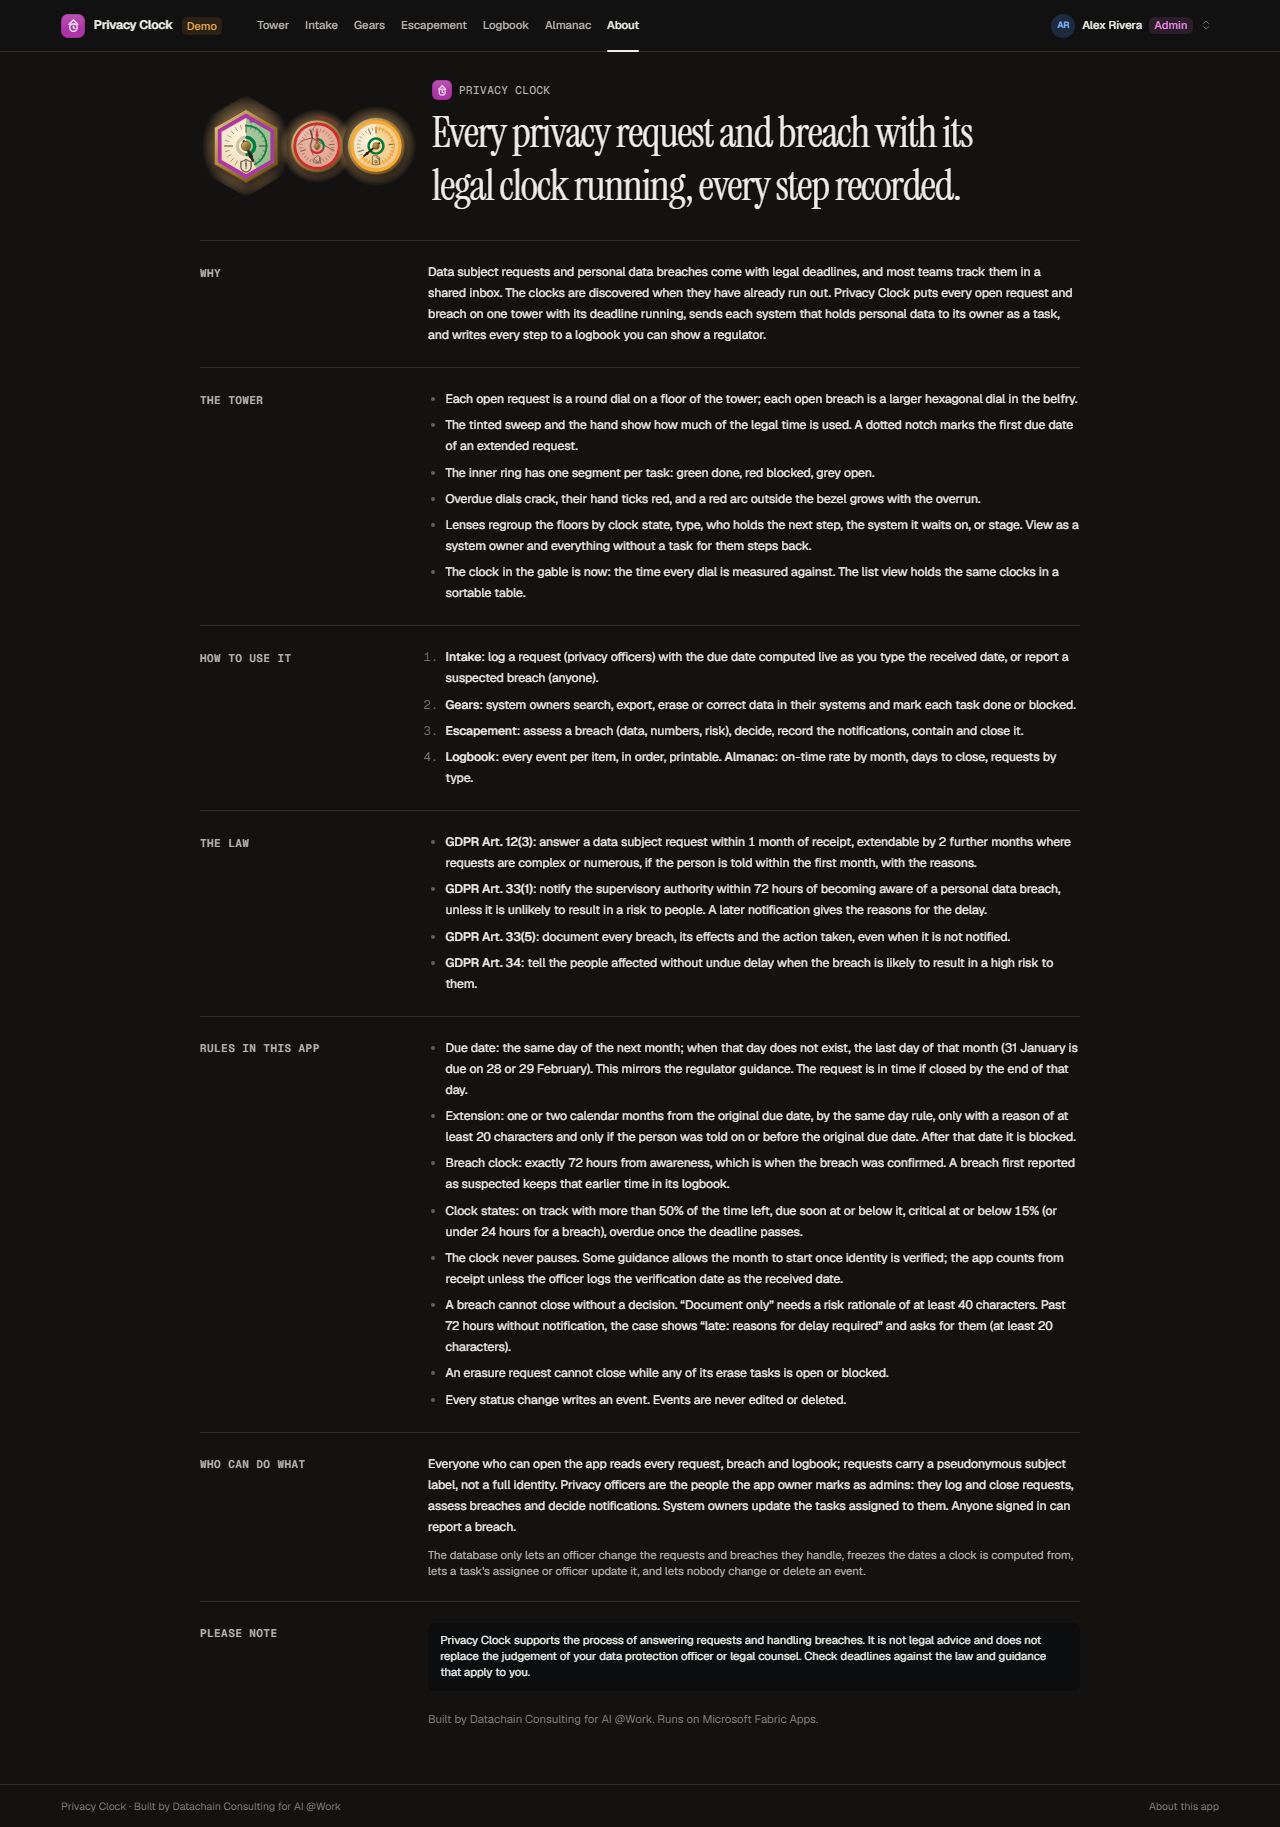 Privacy Clock Demo Tower Intake Gears Escapement Logbook Almanac About AR Alex Rivera Admin
PRIVACY CLOCK
Every privacy request and breach with its
legal clock running, every step recorded.
WHY
Data subject requests and personal data breaches come with legal deadlines, and most teams track them in a
shared inbox. The clocks are discovered when they have already run out. Privacy Clock puts every open request and
breach on one tower with its deadline running, sends each system that holds personal data to its owner as a task,
and writes every step to a logbook you can show a regulator.
THE TOWER
• Each open request is a round dial on a floor of the tower; each open breach is a larger hexagonal dial in the belfry.
• The tinted sweep and the hand show how much of the legal time is used. A dotted notch marks the first due date
of an extended request.
• The inner ring has one segment per task: green done, red blocked, grey open.
• Overdue dials crack, their hand ticks red, and a red arc outside the bezel grows with the overrun.
• Lenses regroup the floors by clock state, type, who holds the next step, the system it waits on, or stage. View as a
system owner and everything without a task for them steps back.
• The clock in the gable is now: the time every dial is measured against. The list view holds the same clocks in a
sortable table.
HOW TO USE IT
1. Intake: log a request (privacy officers) with the due date computed live as you type the received date, or report a
suspected breach (anyone).
2. Gears: system owners search, export, erase or correct data in their systems and mark each task done or blocked.
3. Escapement: assess a breach (data, numbers, risk), decide, record the notifications, contain and close it.
4. Logbook: every event per item, in order, printable. Almanac: on-time rate by month, days to close, requests by
type.
THE LAW
• GDPR Art. 12(3): answer a data subject request within 1 month of receipt, extendable by 2 further months where
requests are complex or numerous, if the person is told within the first month, with the reasons.
• GDPR Art. 33(1): notify the supervisory authority within 72 hours of becoming aware of a personal data breach,
unless it is unlikely to result in a risk to people. A later notification gives the reasons for the delay.
• GDPR Art. 33(5): document every breach, its effects and the action taken, even when it is not notified.
• GDPR Art. 34: tell the people affected without undue delay when the breach is likely to result in a high risk to
them.
RULES IN THIS APP
• Due date: the same day of the next month; when that day does not exist, the last day of that month (31 January is
due on 28 or 29 February). This mirrors the regulator guidance. The request is in time if closed by the end of that
day.
• Extension: one or two calendar months from the original due date, by the same day rule, only with a reason of at
least 20 characters and only if the person was told on or before the original due date. After that date it is blocked.
• Breach clock: exactly 72 hours from awareness, which is when the breach was confirmed. A breach first reported
as suspected keeps that earlier time in its logbook.
• Clock states: on track with more than 50% of the time left, due soon at or below it, critical at or below 15% (or
under 24 hours for a breach), overdue once the deadline passes.
• The clock never pauses. Some guidance allows the month to start once identity is verified; the app counts from
receipt unless the officer logs the verification date as the received date.
• A breach cannot close without a decision. “Document only” needs a risk rationale of at least 40 characters. Past
72 hours without notification, the case shows “late: reasons for delay required” and asks for them (at least 20
characters).
• An erasure request cannot close while any of its erase tasks is open or blocked.
• Every status change writes an event. Events are never edited or deleted.
WHO CAN DO WHAT
Everyone who can open the app reads every request, breach and logbook; requests carry a pseudonymous subject
label, not a full identity. Privacy officers are the people the app owner marks as admins: they log and close requests,
assess breaches and decide notifications. System owners update the tasks assigned to them. Anyone signed in can
report a breach.
The database only lets an officer change the requests and breaches they handle, freezes the dates a clock is computed from,
lets a task's assignee or officer update it, and lets nobody change or delete an event.
PLEASE NOTE
Privacy Clock supports the process of answering requests and handling breaches. It is not legal advice and does not
replace the judgement of your data protection officer or legal counsel. Check deadlines against the law and guidance
that apply to you.
Built by Datachain Consulting for AI @Work. Runs on Microsoft Fabric Apps.
Privacy Clock · Built by Datachain Consulting for AI @Work About this app